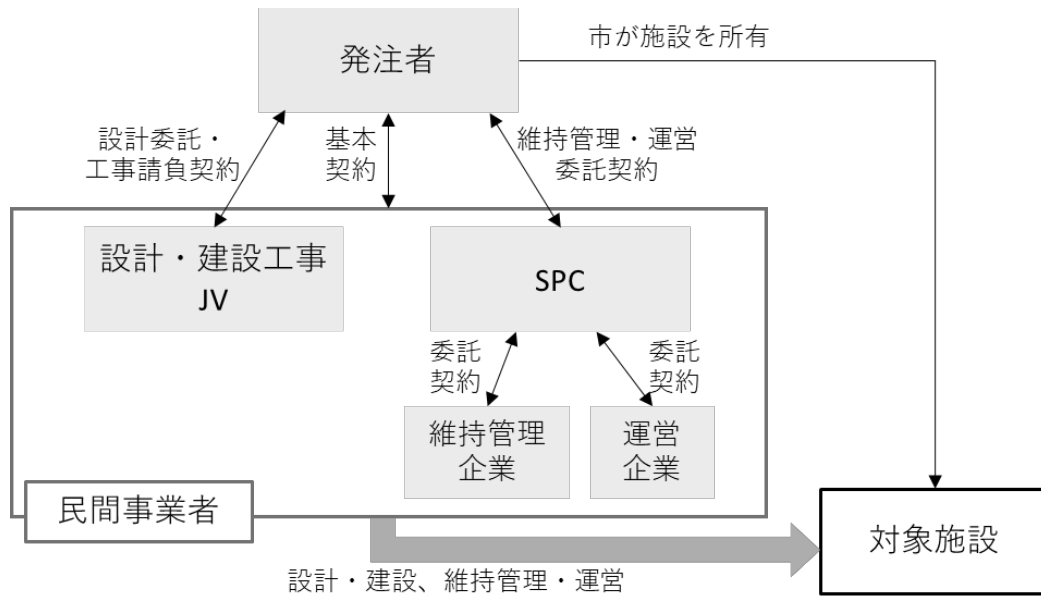 発注者
市が施設を所有
設計委託・
工事請負契約
基本
契約
維持管理・運営
委託契約
設計・建設工事
JV
SPC
委託
契約
委託
契約
維持管理
企業
運営
企業
民間事業者
対象施設
設計・建設、維持管理・運営